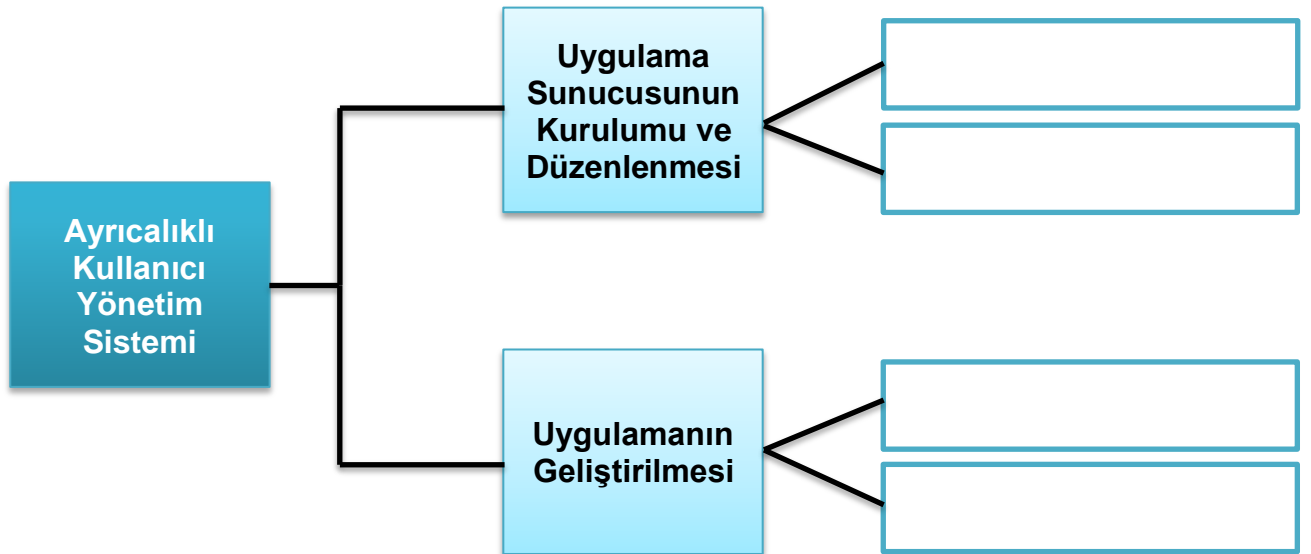 Uygulama
Sunucusunun
Kurulumu ve
Düzenlenmesi
Ayrıcalıklı
Kullanıcı
Yönetim
Sistemi
Uygulamanın
Geliştirilmesi